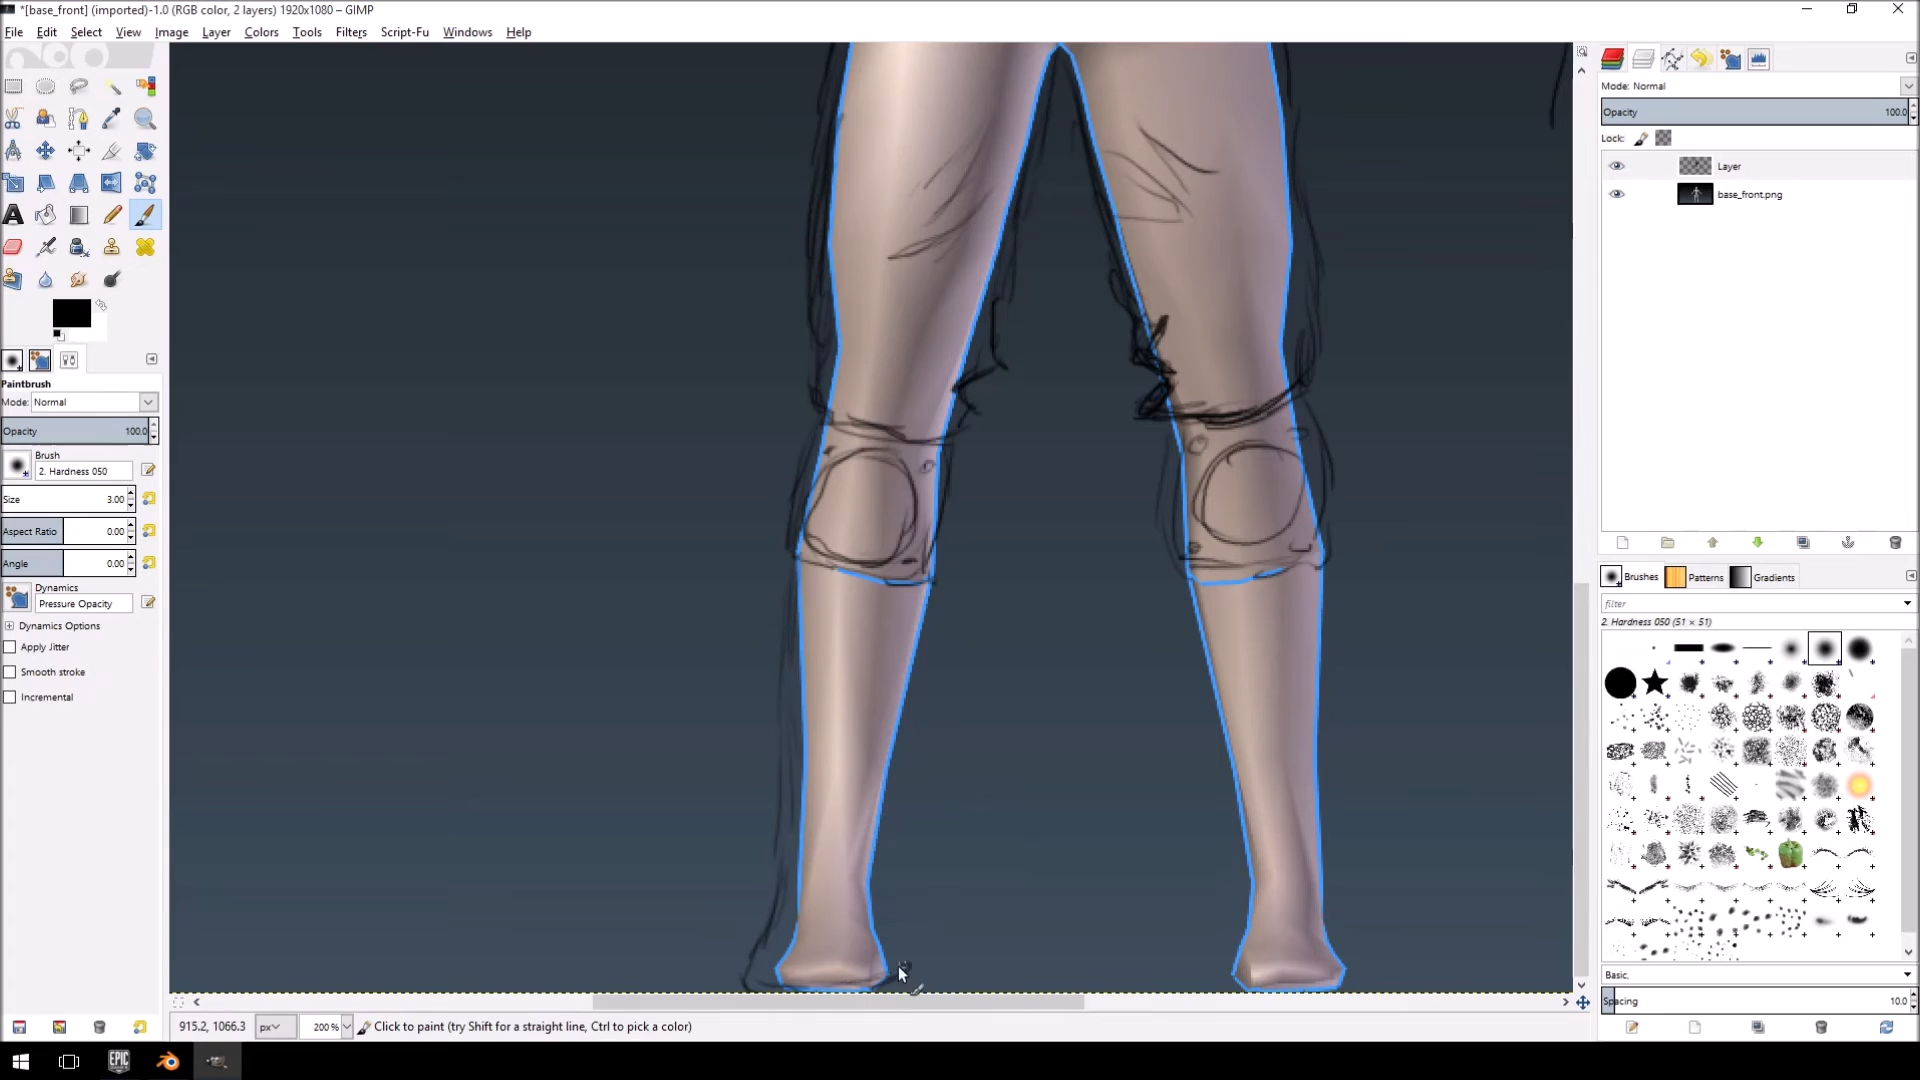 *[base_front] (imported)-1.0 (RGB color, 2 layers) 1920x1080 – GIMP
File Edit Select View Image Layer Colors Tools Filters Script-Fu Windows Help
Mode: Normal
Opacity 100.0
Lock:
Layer
base_front.png
Paintbrush
Mode: Normal
Opacity 100.0
Brush
2. Hardness 050
Size 3.00
Aspect Ratio 0.00
Angle 0.00
Dynamics
Pressure Opacity
Dynamics Options
Apply Jitter
Smooth stroke
Incremental
Brushes Patterns Gradients
filter
2. Hardness 050 (51 × 51)
Basic,
Spacing 10.0
915.2, 1066.3 px 200 % Click to paint (try Shift for a straight line, Ctrl to pick a color)
EPIC